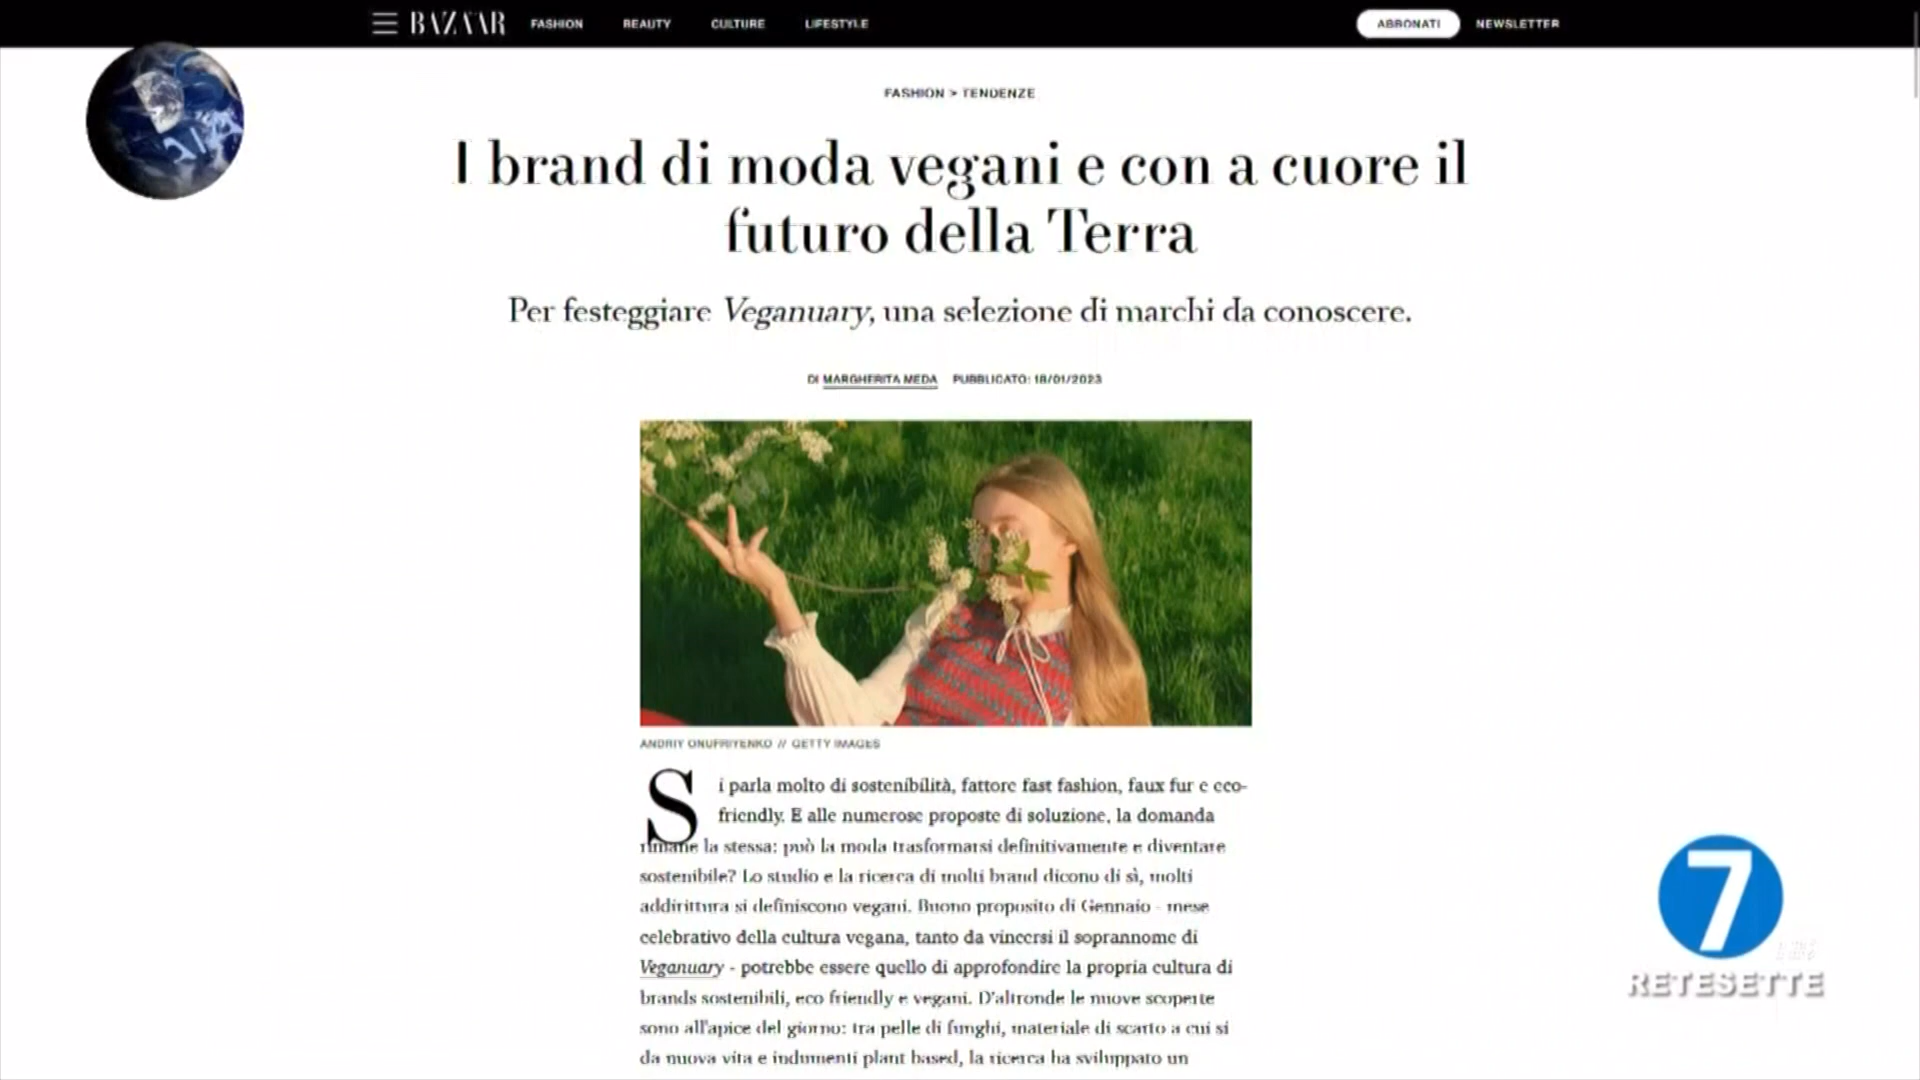 BAZAAR FASHION BEAUTY CULTURE LIFESTYLE ABBONATI NEWSLETTER
FASHION > TENDENZE
I brand di moda vegani e con a cuore il
futuro della Terra
Per festeggiare Veganuary, una selezione di marchi da conoscere.
DI MARGHERITA MEDA PUBBLICATO: 18/01/2023
ANDRIY ONUFRIYENKO // GETTY IMAGES
Si parla molto di sostenibilità, fattore fast fashion, faux fur e eco-
friendly. E alle numerose proposte di soluzione, la domanda
rimane la stessa: può la moda trasformarsi definitivamente e diventare
sostenibile? Lo studio e la ricerca di molti brand dicono di sì, molti
addirittura si definiscono vegani. Buono proposito di Gennaio - mese
celebrativo della cultura vegana, tanto da vincersi il soprannome di
Veganuary - potrebbe essere quello di approfondire la propria cultura di
brands sostenibili, eco friendly e vegani. D'altronde le nuove scoperte
sono all'apice del giorno: tra pelle di funghi, materiale di scarto a cui si
da nuova vita e indumenti plant based, la ricerca ha sviluppato un
7
RETESETTE